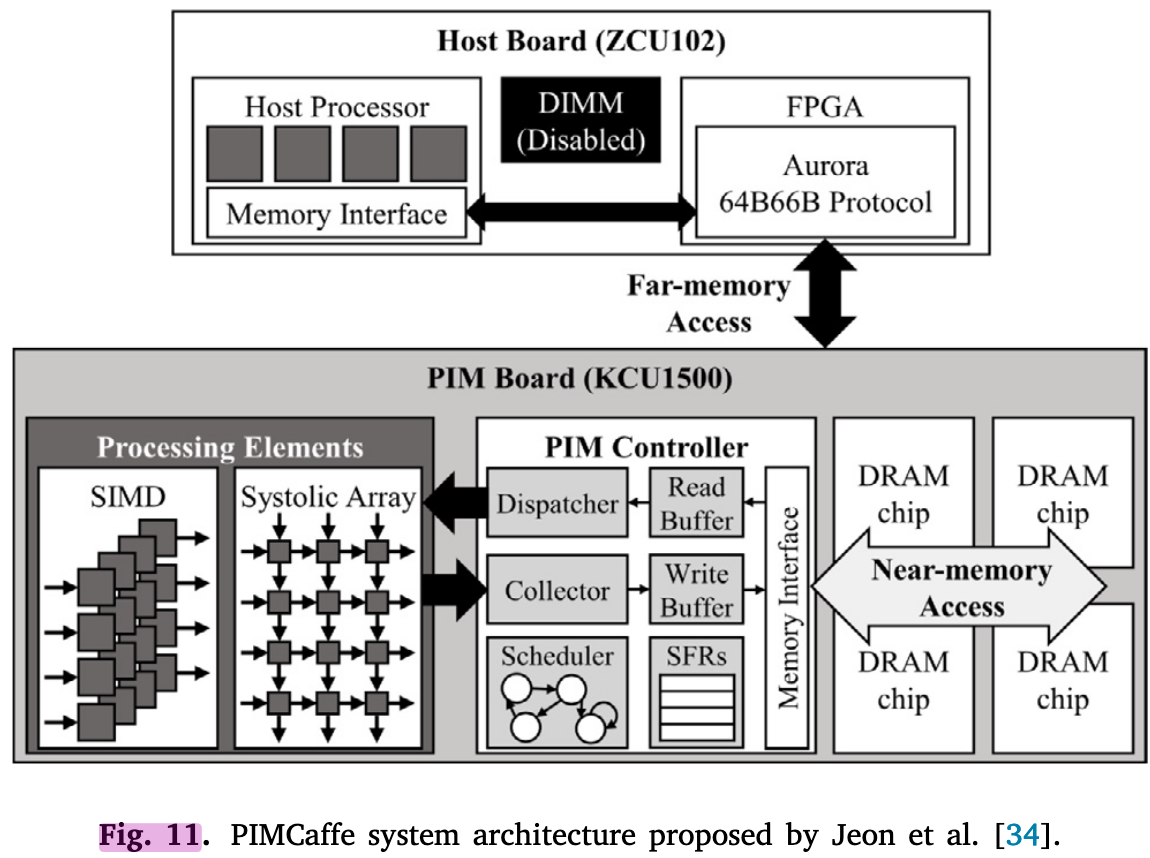 Host Board (ZCU102)
Host Processor
Memory Interface
DIMM
(Disabled)
FPGA
Aurora
64B66B Protocol
Far-memory
Access
PIM Board (KCU1500)
Processing Elements
SIMD
Systolic Array
PIM Controller
Dispatcher
Read
Buffer
Collector
Write
Buffer
Scheduler
SFRs
Memory Interface
DRAM
chip
DRAM
chip
Near-memory
Access
DRAM
chip
DRAM
chip
Fig. 11. PIMCaffe system architecture proposed by Jeon et al. [34].